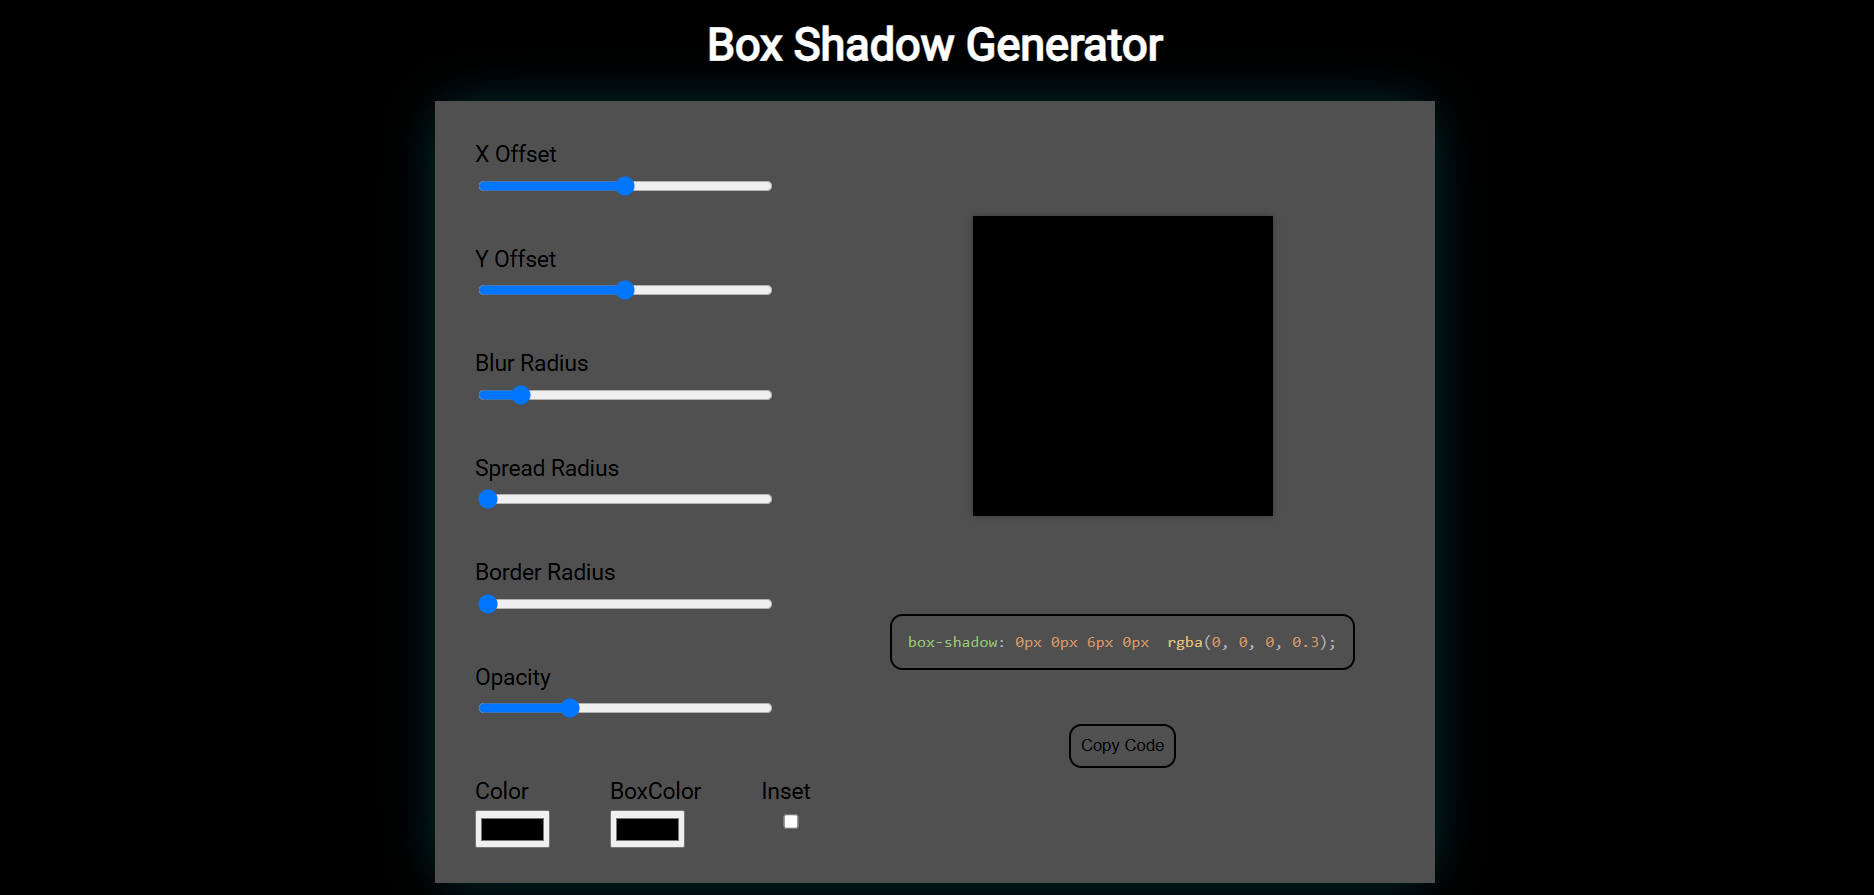 Box Shadow Generator
X Offset
Y Offset
Blur Radius
Spread Radius
Border Radius
Opacity
Color BoxColor Inset
box-shadow: 0px 0px 6px 0px  rgba(0, 0, 0, 0.3);
Copy Code